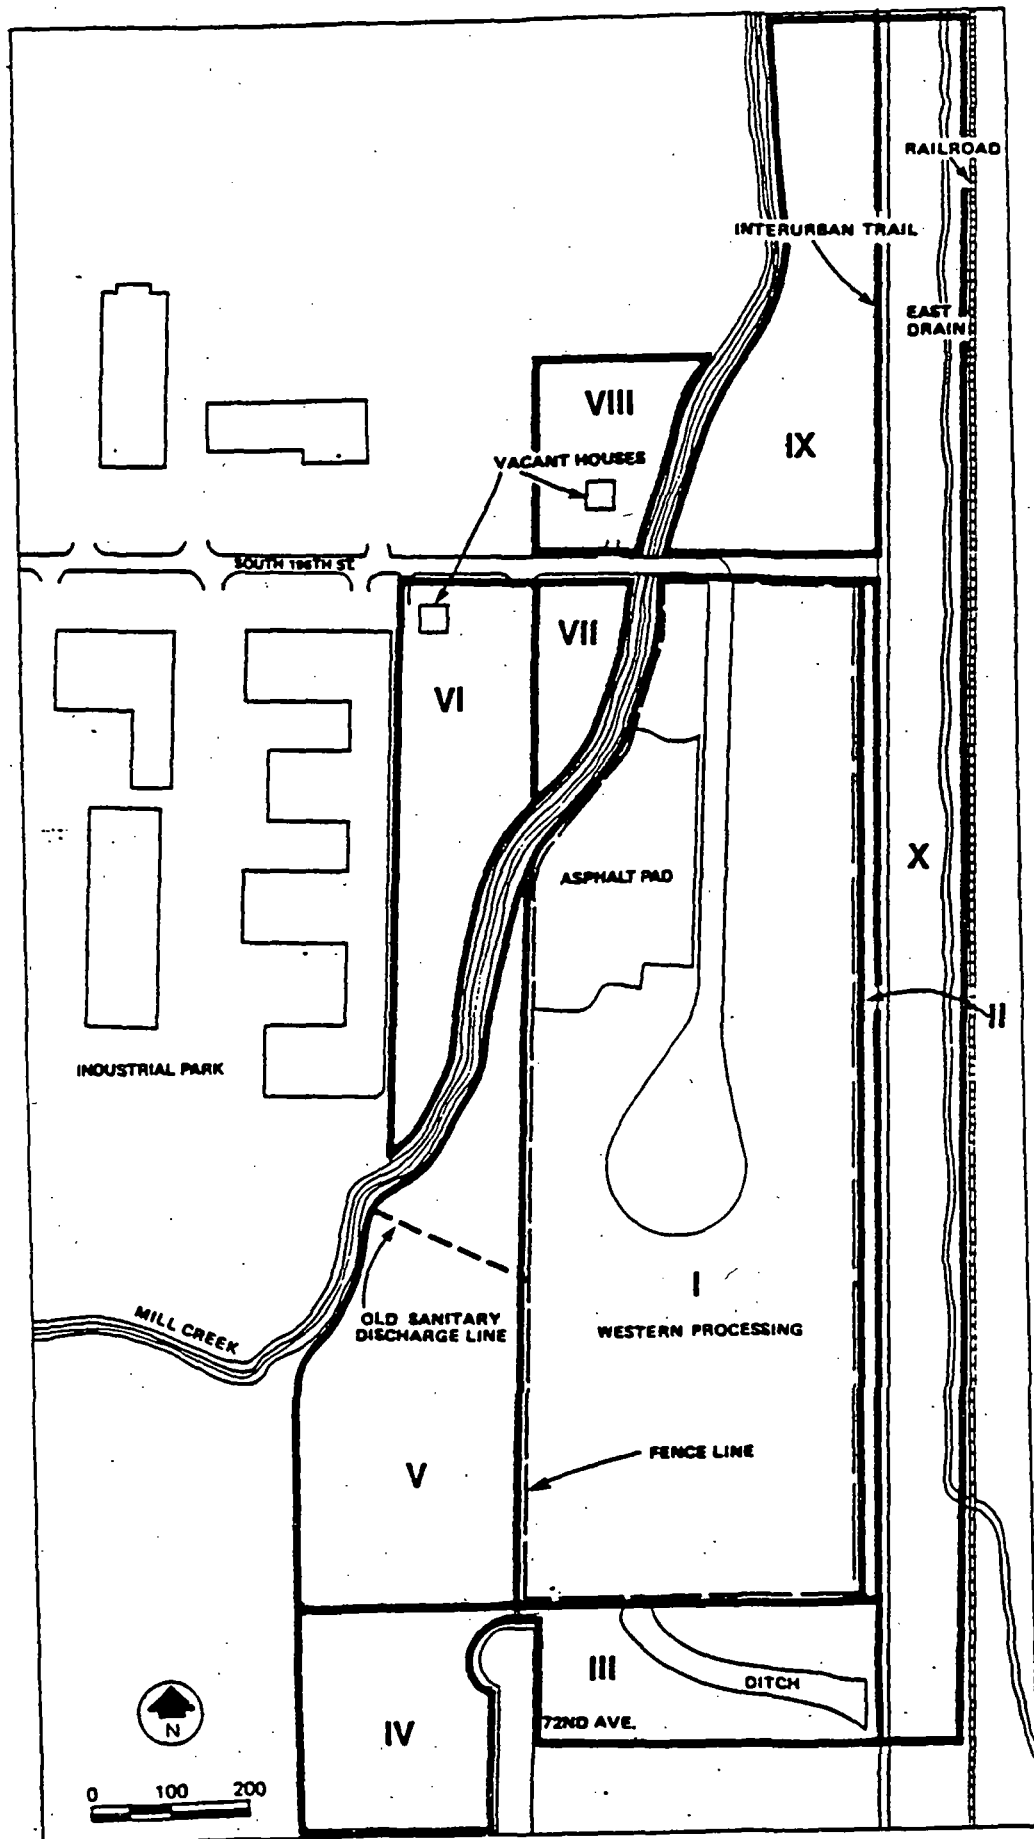 RAILROAD
INTERURBAN TRAIL
EAST
DRAIN
VIII
IX
VACANT HOUSES
SOUTH 196TH ST.
VII
VI
X
ASPHALT PAD
II
INDUSTRIAL PARK
I
MILL CREEK
OLD SANITARY
DISCHARGE LINE
WESTERN PROCESSING
FENCE LINE
V
III
DITCH
72ND AVE.
IV
N
0 100 200